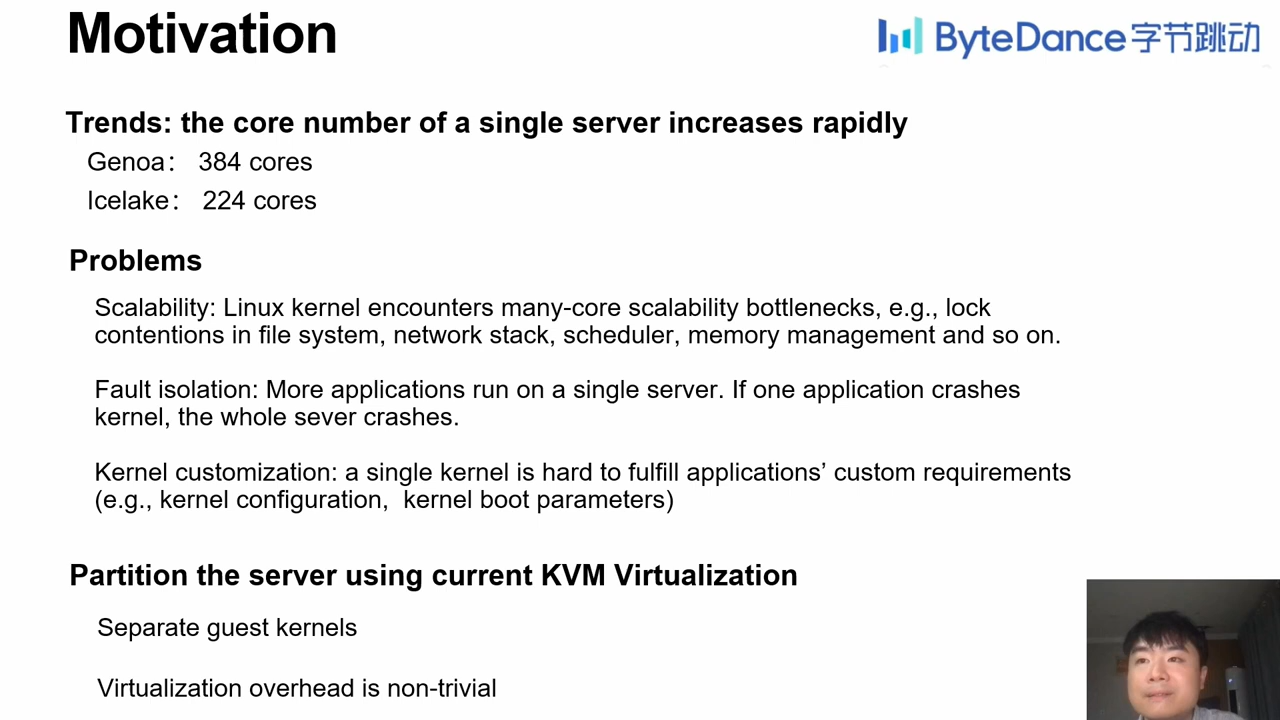 Motivation
ByteDance字节跳动
Trends: the core number of a single server increases rapidly
Genoa： 384 cores
Icelake： 224 cores
Problems
Scalability: Linux kernel encounters many-core scalability bottlenecks, e.g., lock
contentions in file system, network stack, scheduler, memory management and so on.
Fault isolation: More applications run on a single server. If one application crashes
kernel, the whole sever crashes.
Kernel customization: a single kernel is hard to fulfill applications’ custom requirements
(e.g., kernel configuration,  kernel boot parameters)
Partition the server using current KVM Virtualization
Separate guest kernels
Virtualization overhead is non-trivial